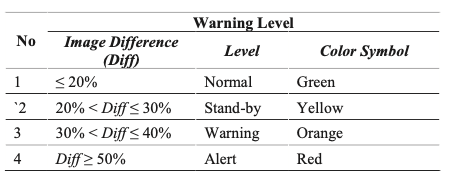 Warning Level
No Image Difference (Diff) Level Color Symbol
1 ≤ 20% Normal Green
`2 20% < Diff ≤ 30% Stand-by Yellow
3 30% < Diff ≤ 40% Warning Orange
4 Diff ≥ 50% Alert Red